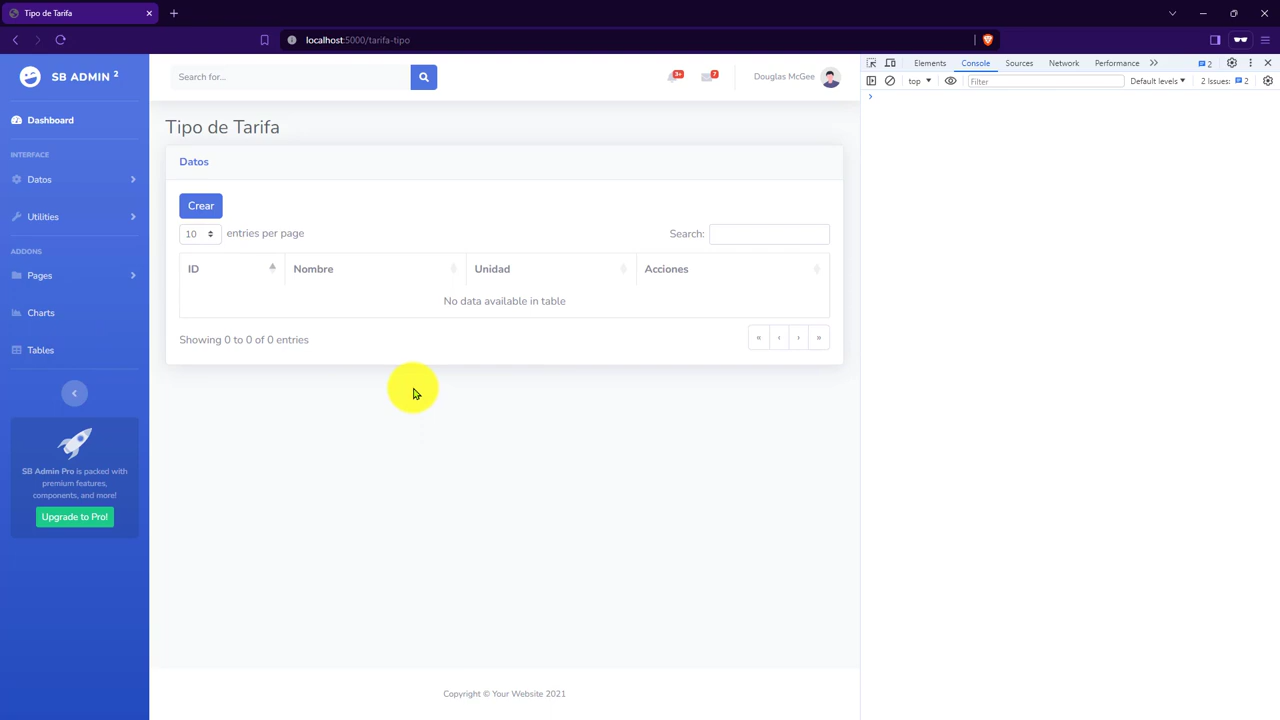 Tipo de Tarifa
localhost:5000/tarifa-tipo
SB ADMIN 2
Dashboard
INTERFACE
Datos
Utilities
ADDONS
Pages
Charts
Tables
SB Admin Pro is packed with
premium features,
components, and more!
Upgrade to Pro!
Search for...
3+
7
Douglas McGee
Tipo de Tarifa
Datos
Crear
10 entries per page
Search:
ID Nombre Unidad Acciones
No data available in table
Showing 0 to 0 of 0 entries
« ‹ › »
Copyright © Your Website 2021
Elements Console Sources Network Performance » 2
top Filter Default levels 2 Issues: 2